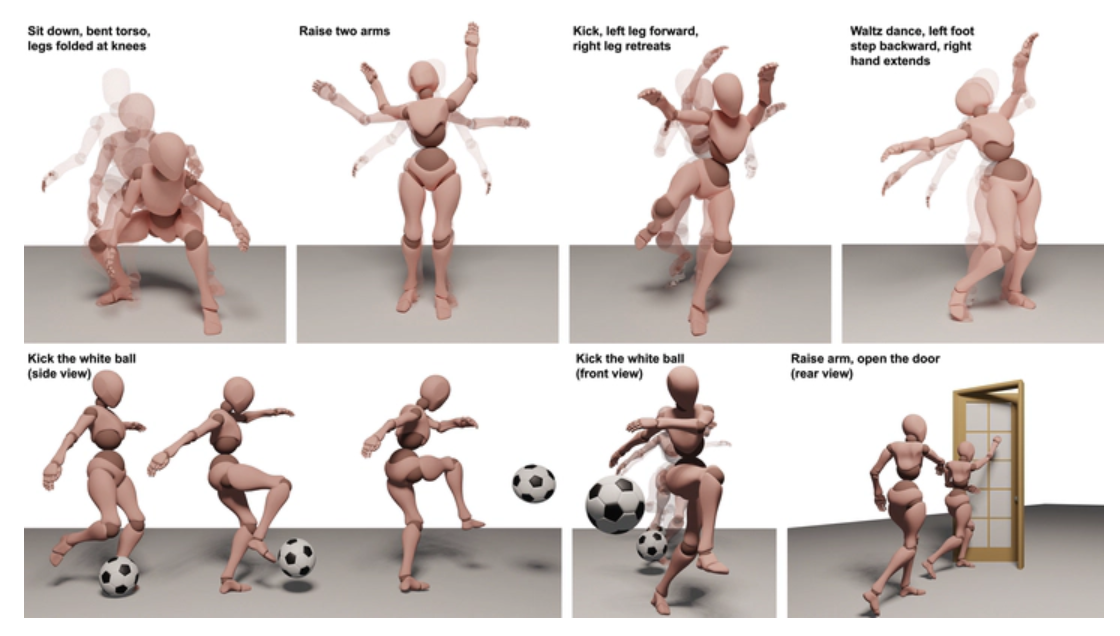 Sit down, bent torso,
legs folded at knees
Raise two arms
Kick, left leg forward,
right leg retreats
Waltz dance, left foot
step backward, right
hand extends
Kick the white ball
(side view)
Kick the white ball
(front view)
Raise arm, open the door
(rear view)